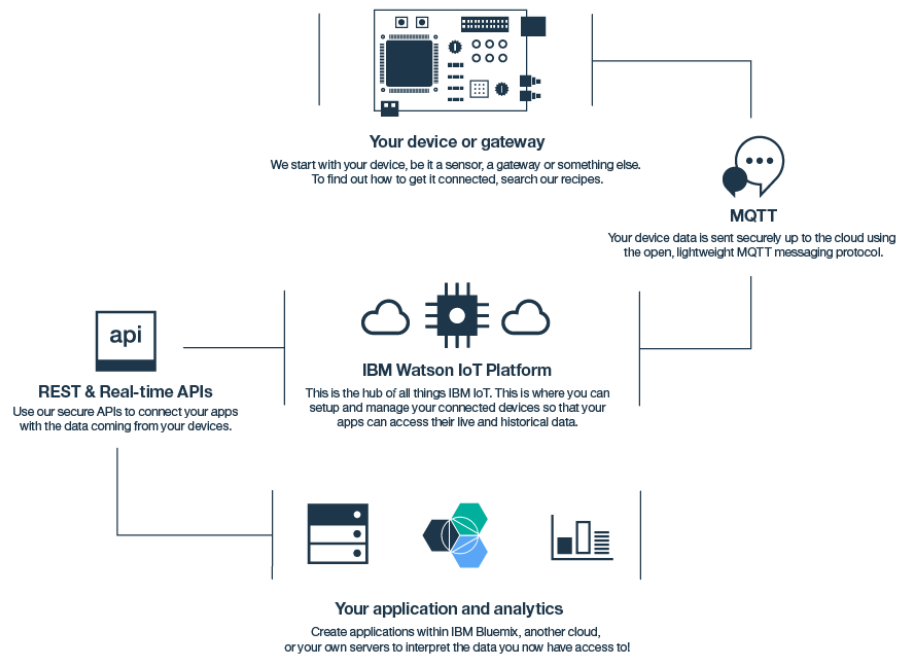 Your device or gateway
We start with your device, be it a sensor, a gateway or something else.
To find out how to get it connected, search our recipes.
MQTT
Your device data is sent securely up to the cloud using
the open, lightweight MQTT messaging protocol.
IBM Watson IoT Platform
This is the hub of all things IBM IoT. This is where you can
setup and manage your connected devices so that your
apps can access their live and historical data.
api
REST & Real-time APIs
Use our secure APIs to connect your apps
with the data coming from your devices.
Your application and analytics
Create applications within IBM Bluemix, another cloud,
or your own servers to interpret the data you now have access to!